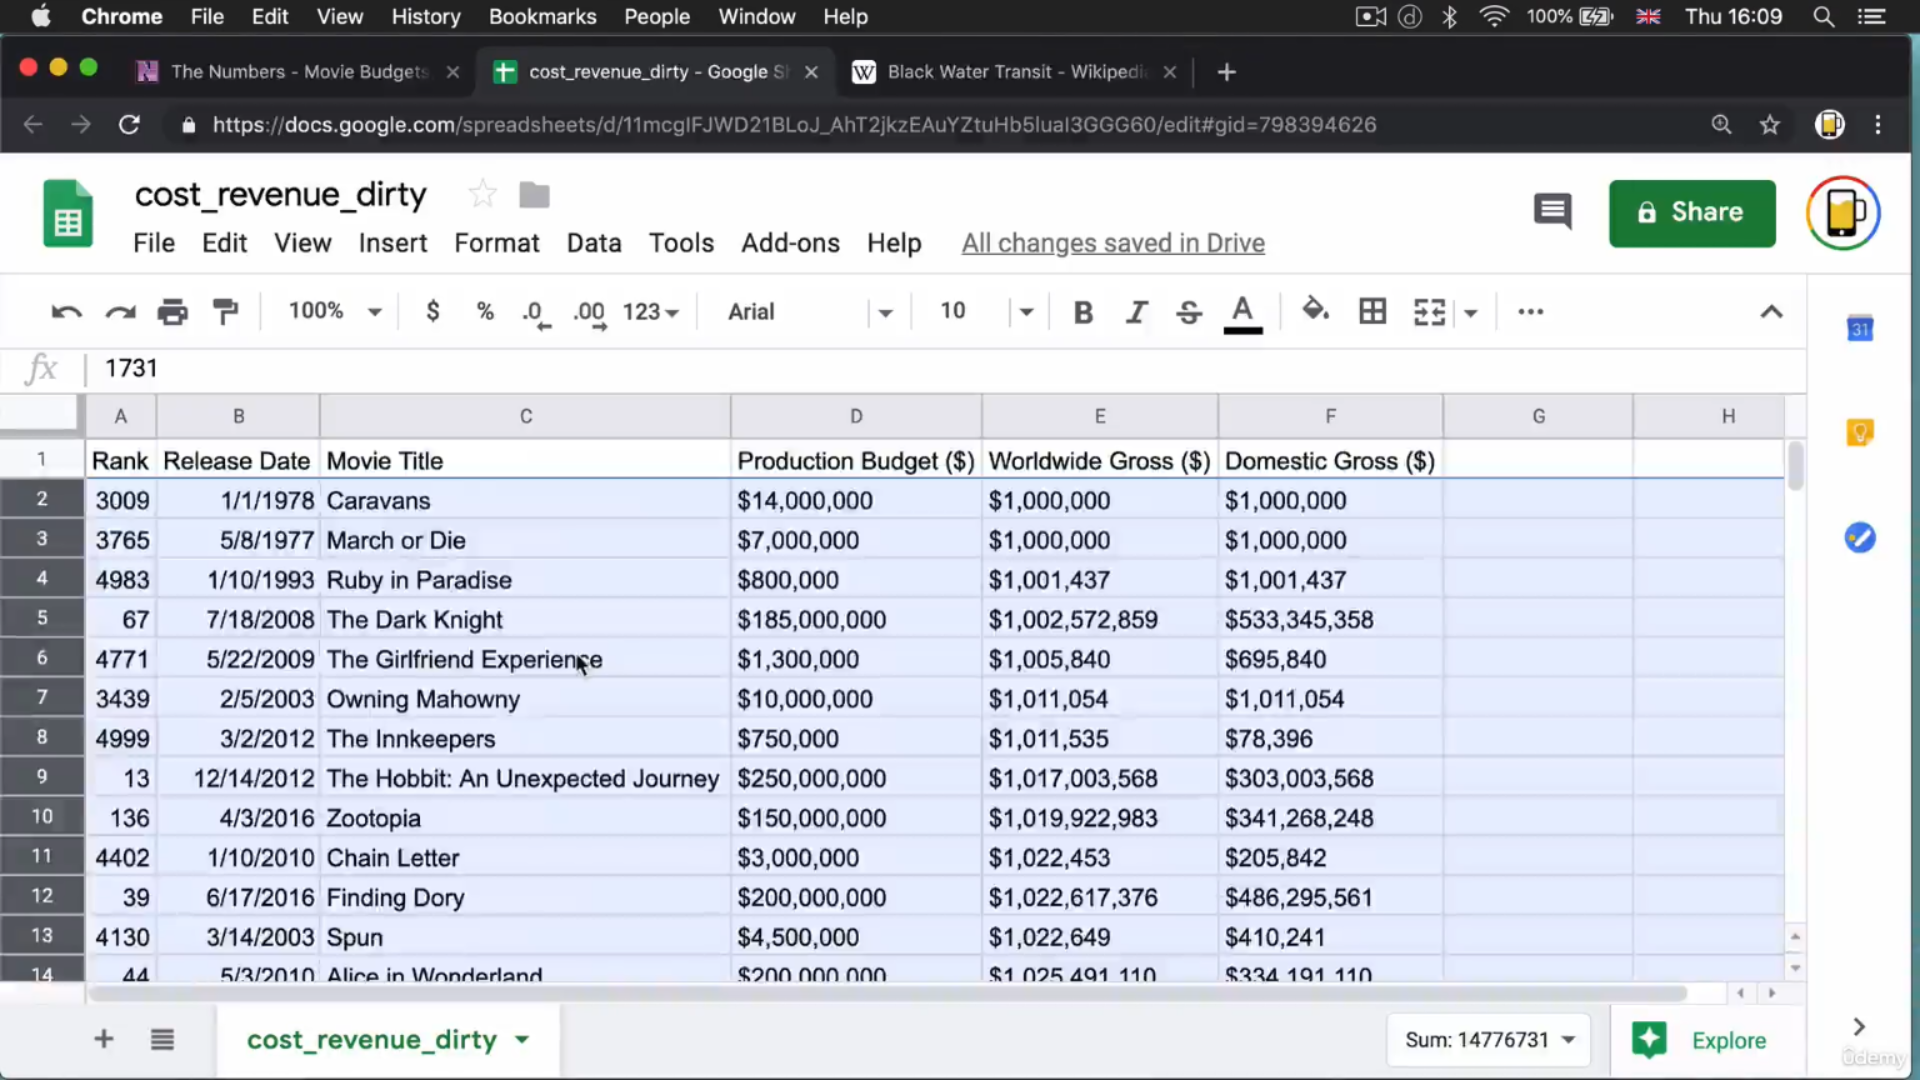 Chrome File Edit View History Bookmarks People Window Help 100% Thu 16:09
The Numbers - Movie Budgets cost_revenue_dirty - Google Sh Black Water Transit - Wikipedi
https://docs.google.com/spreadsheets/d/11mcgIFJWD21BLoJ_AhT2jkzEAuYZtuHb5luaI3GGG60/edit#gid=798394626
cost_revenue_dirty
Share
File Edit View Insert Format Data Tools Add-ons Help All changes saved in Drive
100% $ % .0 .00 123 Arial 10 B I S A
31
fx 1731
A B C D E F G H
1 Rank Release Date Movie Title Production Budget ($) Worldwide Gross ($) Domestic Gross ($)
2 3009 1/1/1978 Caravans $14,000,000 $1,000,000 $1,000,000
3 3765 5/8/1977 March or Die $7,000,000 $1,000,000 $1,000,000
4 4983 1/10/1993 Ruby in Paradise $800,000 $1,001,437 $1,001,437
5 67 7/18/2008 The Dark Knight $185,000,000 $1,002,572,859 $533,345,358
6 4771 5/22/2009 The Girlfriend Experience $1,300,000 $1,005,840 $695,840
7 3439 2/5/2003 Owning Mahowny $10,000,000 $1,011,054 $1,011,054
8 4999 3/2/2012 The Innkeepers $750,000 $1,011,535 $78,396
9 13 12/14/2012 The Hobbit: An Unexpected Journey $250,000,000 $1,017,003,568 $303,003,568
10 136 4/3/2016 Zootopia $150,000,000 $1,019,922,983 $341,268,248
11 4402 1/10/2010 Chain Letter $3,000,000 $1,022,453 $205,842
12 39 6/17/2016 Finding Dory $200,000,000 $1,022,617,376 $486,295,561
13 4130 3/14/2003 Spun $4,500,000 $1,022,649 $410,241
14 44 5/3/2010 Alice in Wonderland $200,000,000 $1,025,491,110 $334,191,110
cost_revenue_dirty Sum: 14776731 Explore
ûdemy